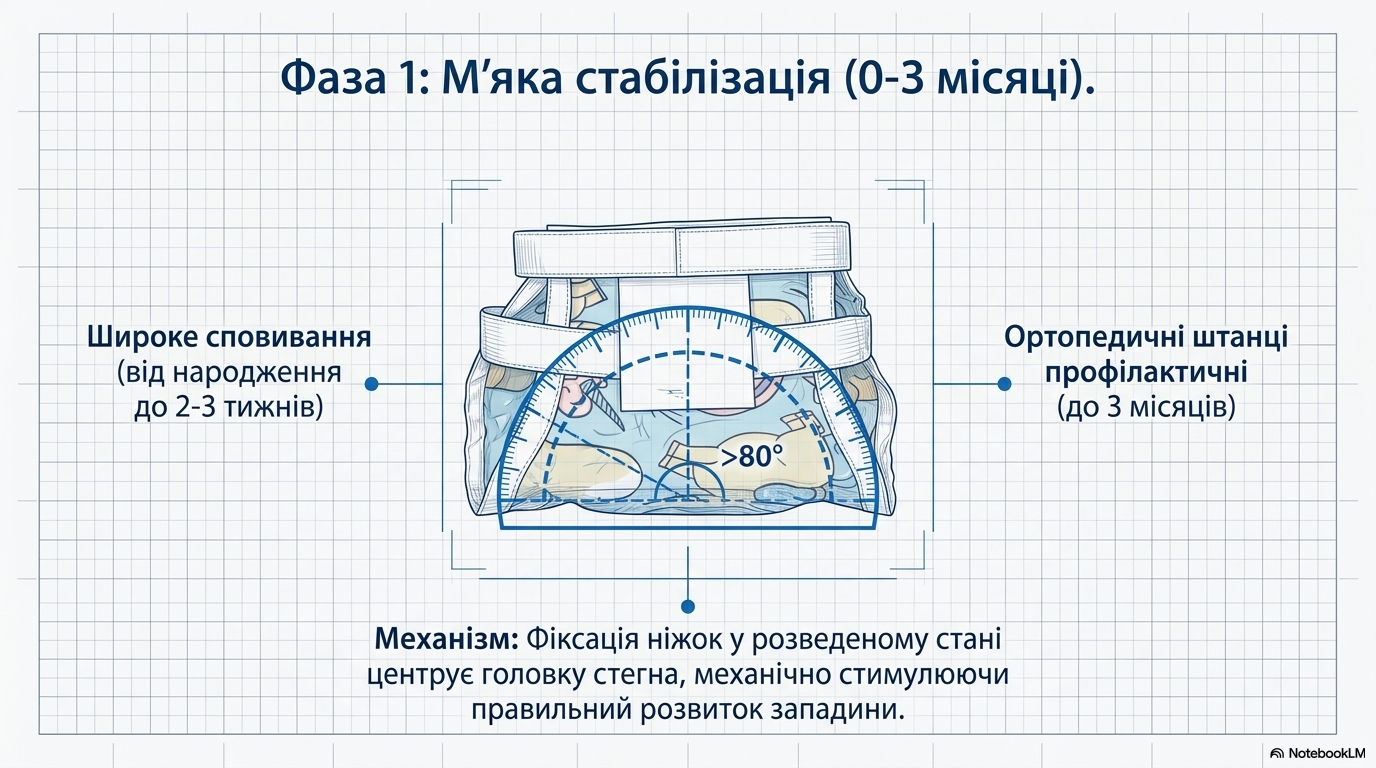 Фаза 1: М’яка стабілізація (0-3 місяці).
Широке сповивання
(від народження
до 2-3 тижнів)
Ортопедичні штанці
профілактичні
(до 3 місяців)
>80°
Механізм: Фіксація ніжок у розведеному стані
центрує головку стегна, механічно стимулюючи
правильний розвиток западини.
NotebookLM